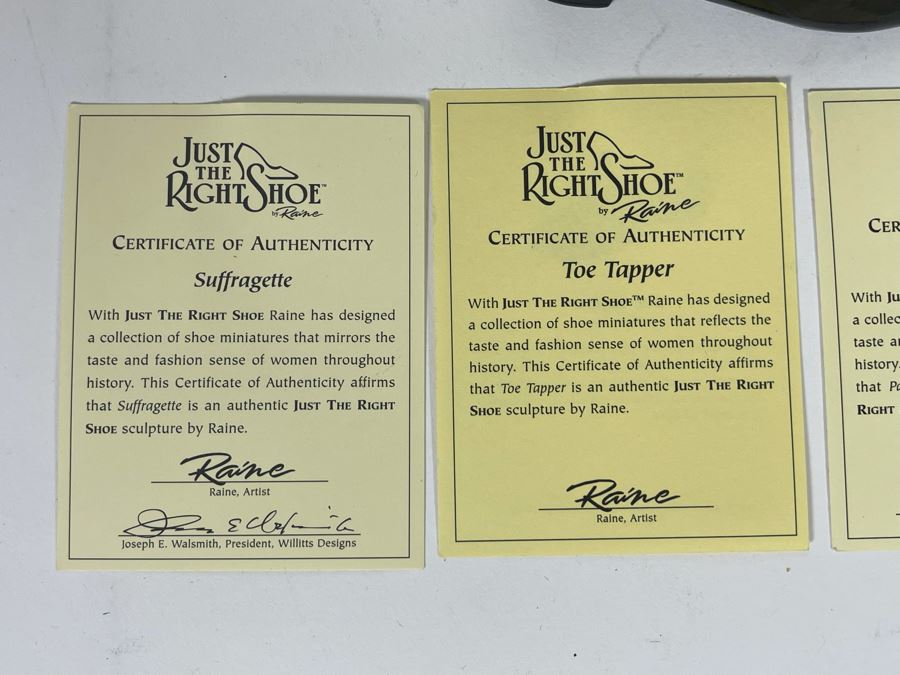 JUST
THE
RIGHT SHOE™
by Raine
CERTIFICATE OF AUTHENTICITY
Suffragette
With JUST THE RIGHT SHOE Raine has designed
a collection of shoe miniatures that mirrors the
taste and fashion sense of women throughout
history. This Certificate of Authenticity affirms
that Suffragette is an authentic JUST THE RIGHT
SHOE sculpture by Raine.
Raine
Raine, Artist
Joseph E. Walsmith, President, Willitts Designs
JUST
THE
RIGHT SHOE™
by Raine
CERTIFICATE OF AUTHENTICITY
Toe Tapper
With JUST THE RIGHT SHOE™ Raine has designed
a collection of shoe miniatures that reflects the
taste and fashion sense of women throughout
history. This Certificate of Authenticity affirms
that Toe Tapper is an authentic JUST THE RIGHT
SHOE sculpture by Raine.
Raine
Raine, Artist
With
history.
that
RIGHT